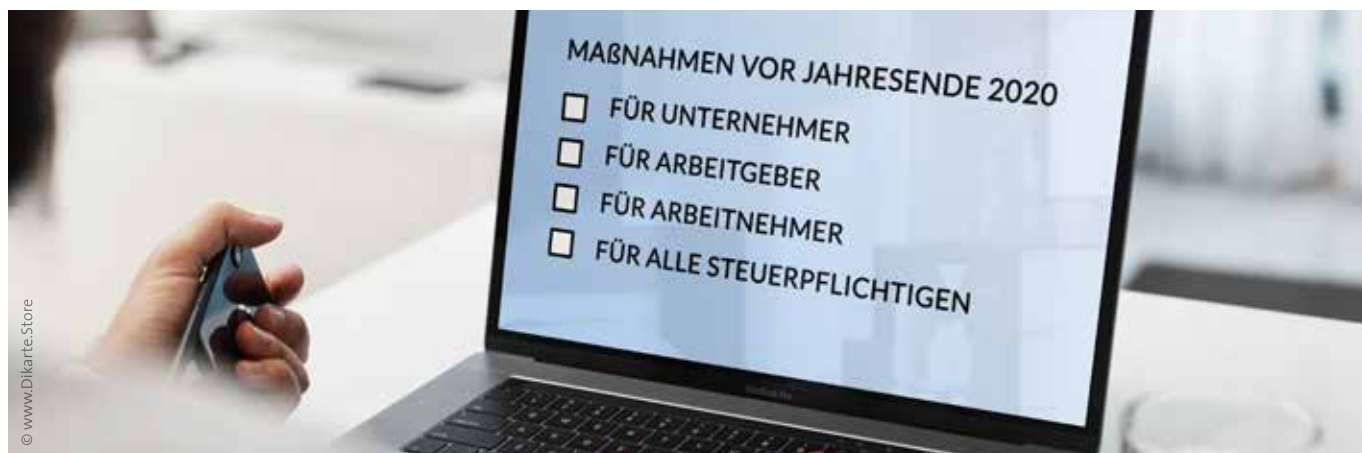 MAßNAHMEN VOR JAHRESENDE 2020
FÜR UNTERNEHMER
FÜR ARBEITGEBER
FÜR ARBEITNEHMER
FÜR ALLE STEUERPFLICHTIGEN
© www.Dikarte.Store